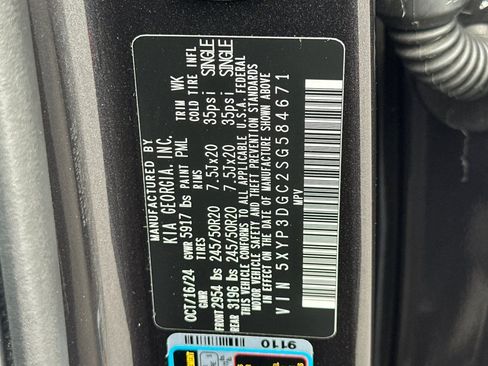 MANUFACTURED BY
KIA GEORGIA, INC.
OCT/16/24 GVWR 5917 lbs PAINT PML TRIM WK
GAWR TIRES RIMS COLD TIRE INFL
FRONT 2954 lbs 245/50R20 7.5Jx20 35psi SINGLE
REAR 3196 lbs 245/50R20 7.5Jx20 35psi SINGLE
THIS VEHICLE CONFORMS TO ALL APPLICABLE U.S.A. FEDERAL
MOTOR VEHICLE SAFETY AND THEFT PREVENTION STANDARDS IN
EFFECT ON THE DATE OF MANUFACTURE SHOWN ABOVE
VIN 5XYP3DGC2SG584671
MPV
9110